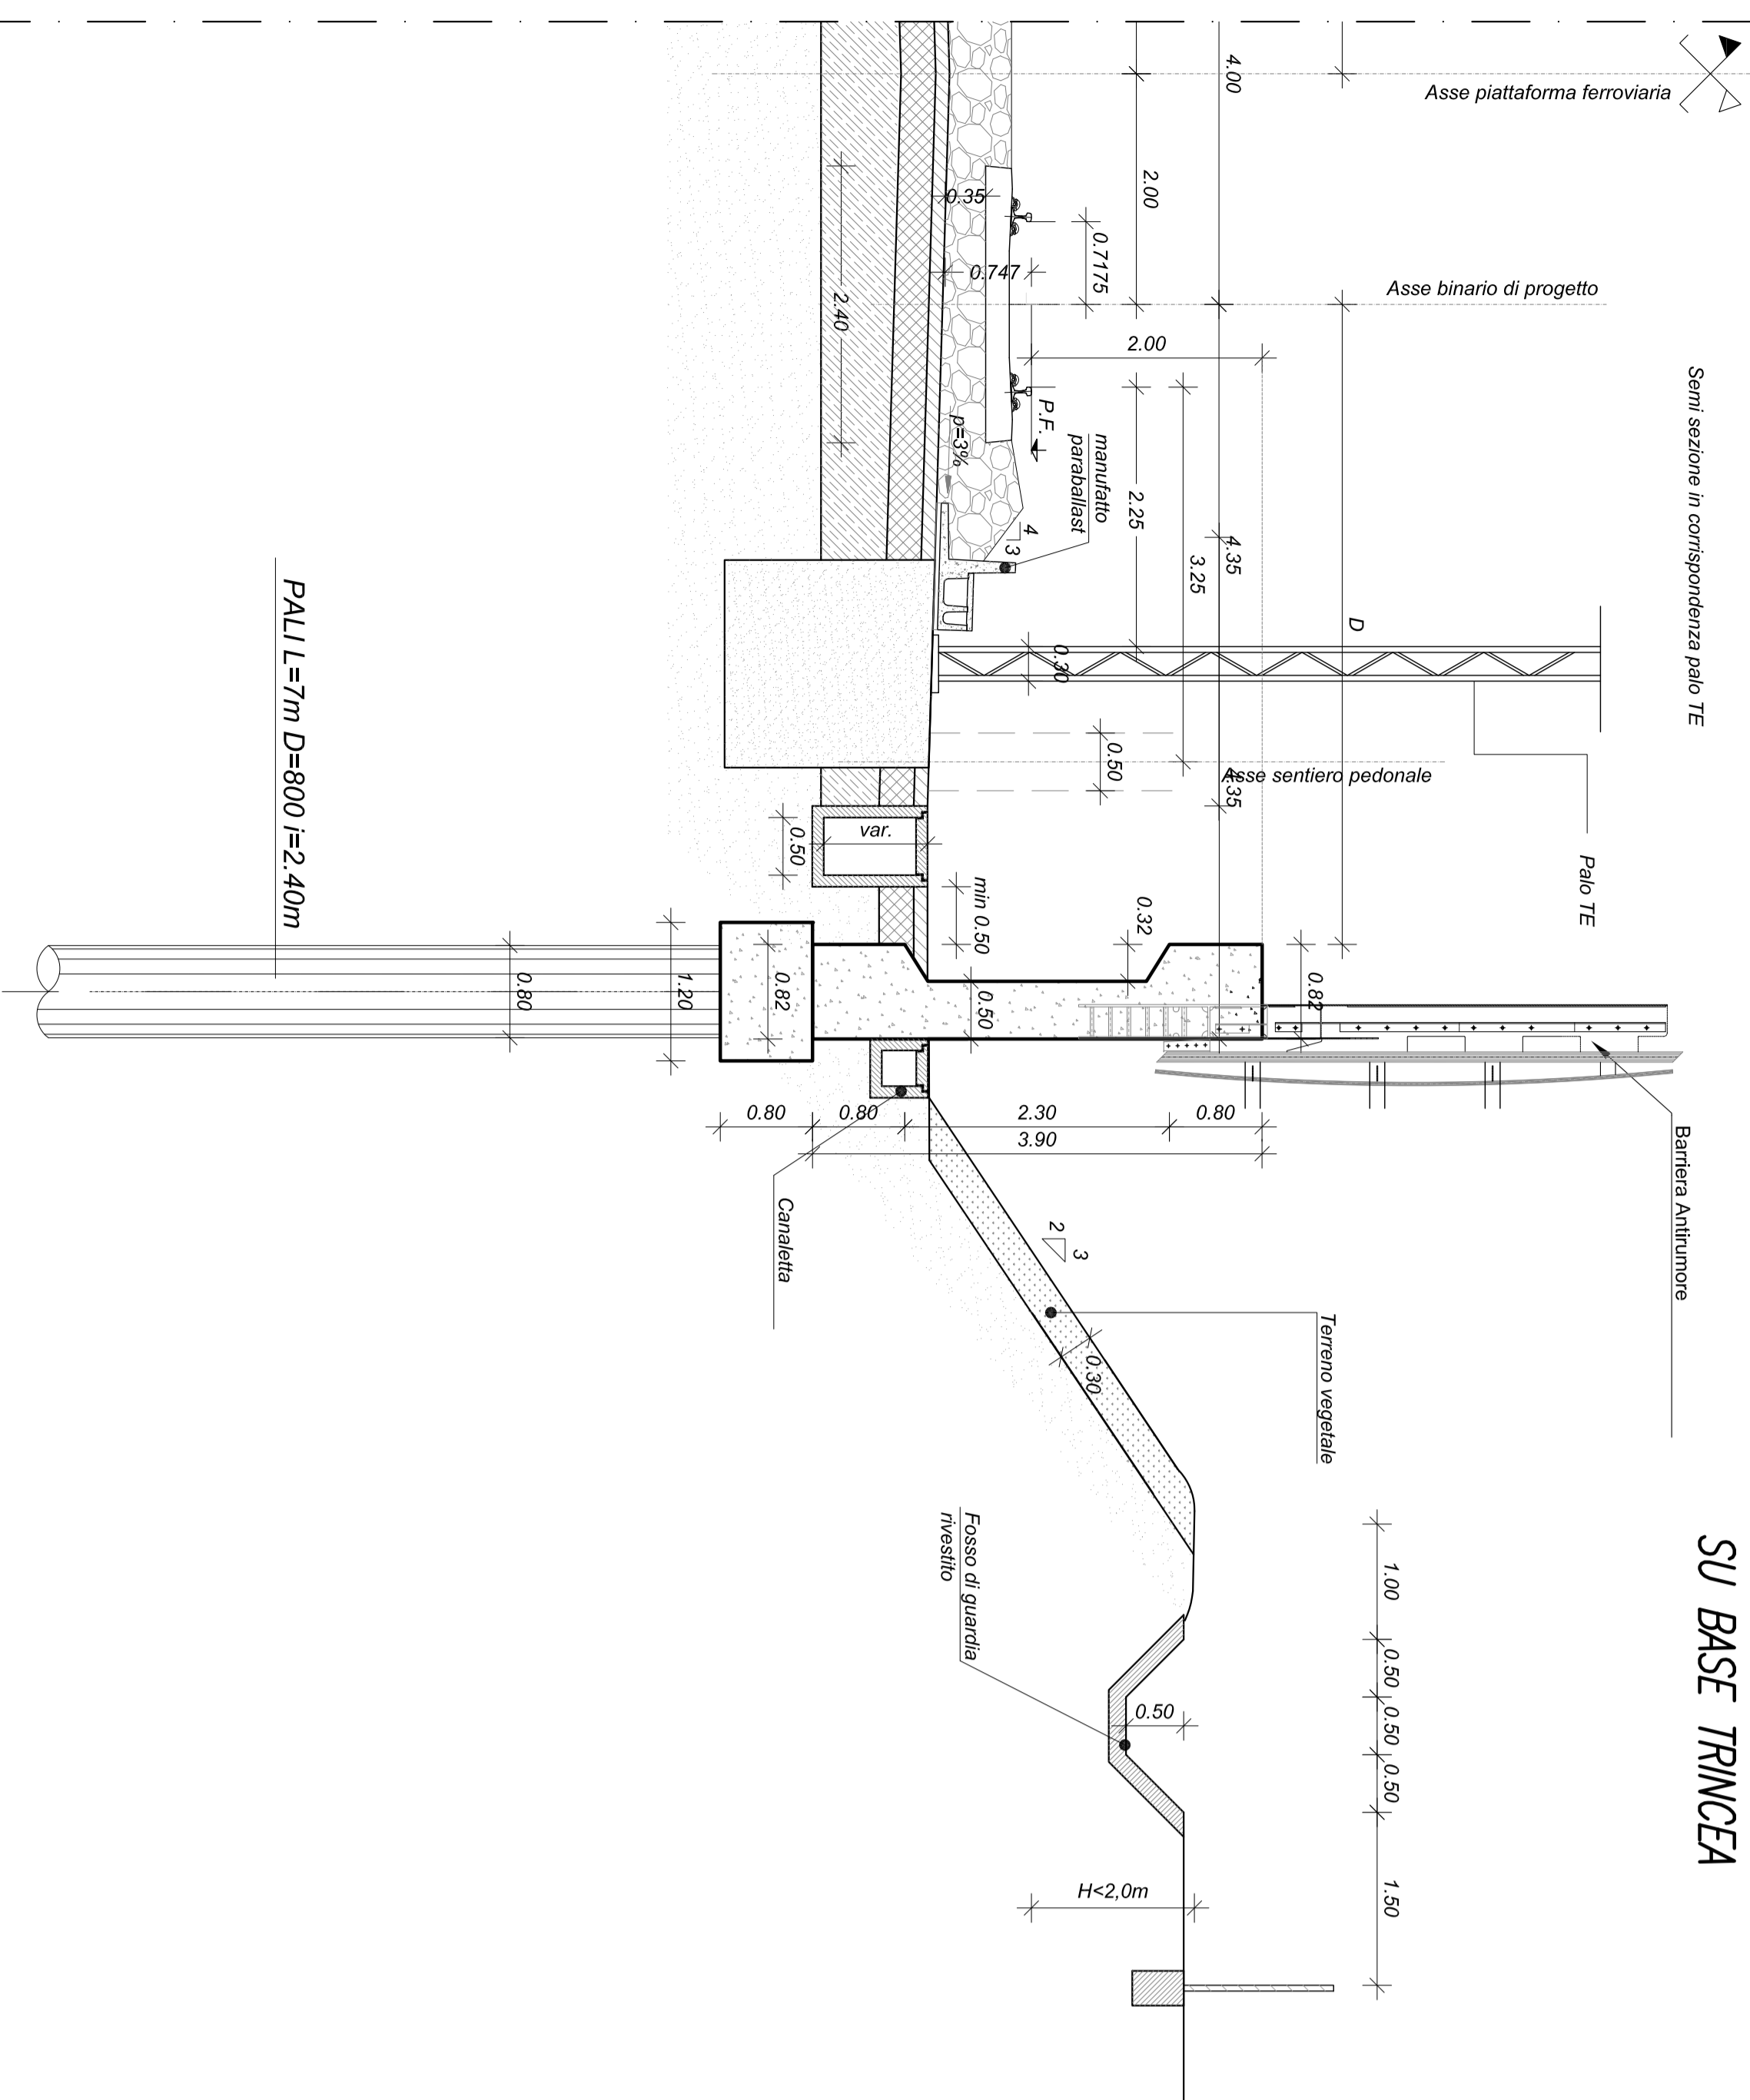 SU BASE TRINCEA
Semi sezione in corrispondenza palo TE
Asse piattaforma ferroviaria
Asse binario di progetto
Palo TE
Barriera Antirumore
4.00
2.00
0.7175
2.00
0.35
0.747
2.40
P.F.
p=3%
manufatto
paraballast
4
3
2.25
3.25
4.35
D
0.30
0.50
Asse sentiero pedonale
4.35
var.
0.50
min 0.50
0.32
0.82
0.50
0.82
1.20
0.80
PALI L=7m D=800 i=2.40m
0.80
0.80
2.30
0.80
3.90
Canaletta
2
3
0.30
Terreno vegetale
Fosso di guardia
rivestito
1.00
0.50
0.50
0.50
1.50
0.50
H<2,0m